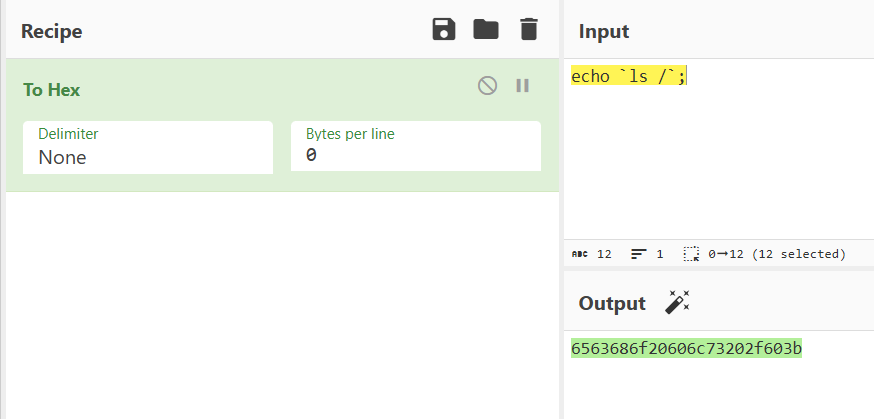 Recipe
To Hex
Delimiter
None
Bytes per line
0
Input
echo `ls /`;
ABC 12 1 0→12 (12 selected)
Output
6563686f20606c73202f603b